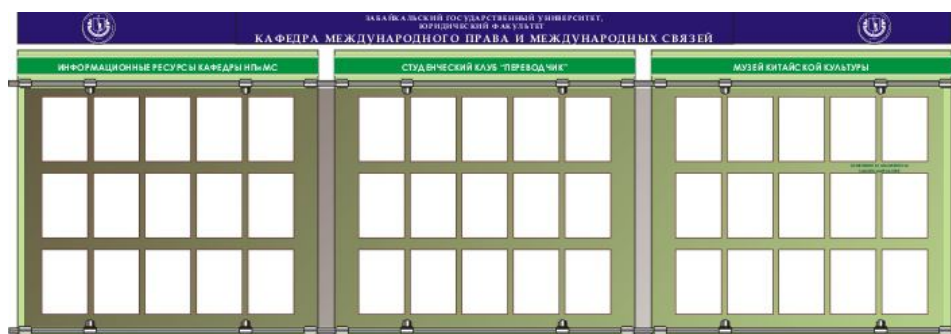 ЗАБАЙКАЛЬСКИЙ ГОСУДАРСТВЕННЫЙ УНИВЕРСИТЕТ,
ЮРИДИЧЕСКИЙ ФАКУЛЬТЕТ
КАФЕДРА МЕЖДУНАРОДНОГО ПРАВА И МЕЖДУНАРОДНЫХ СВЯЗЕЙ
ИНФОРМАЦИОННЫЕ РЕСУРСЫ КАФЕДРЫ НПиМС
СТУДЕНЧЕСКИЙ КЛУБ "ПЕРЕВОДЧИК"
МУЗЕЙ КИТАЙСКОЙ КУЛЬТУРЫ